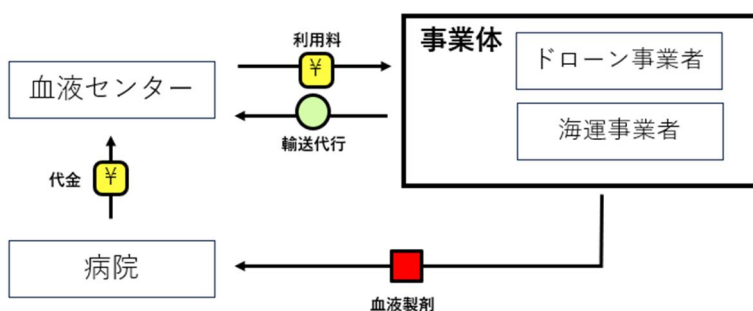 利用料
¥
事業体
ドローン事業者
血液センター
輸送代行
海運事業者
代金
¥
病院
血液製剤